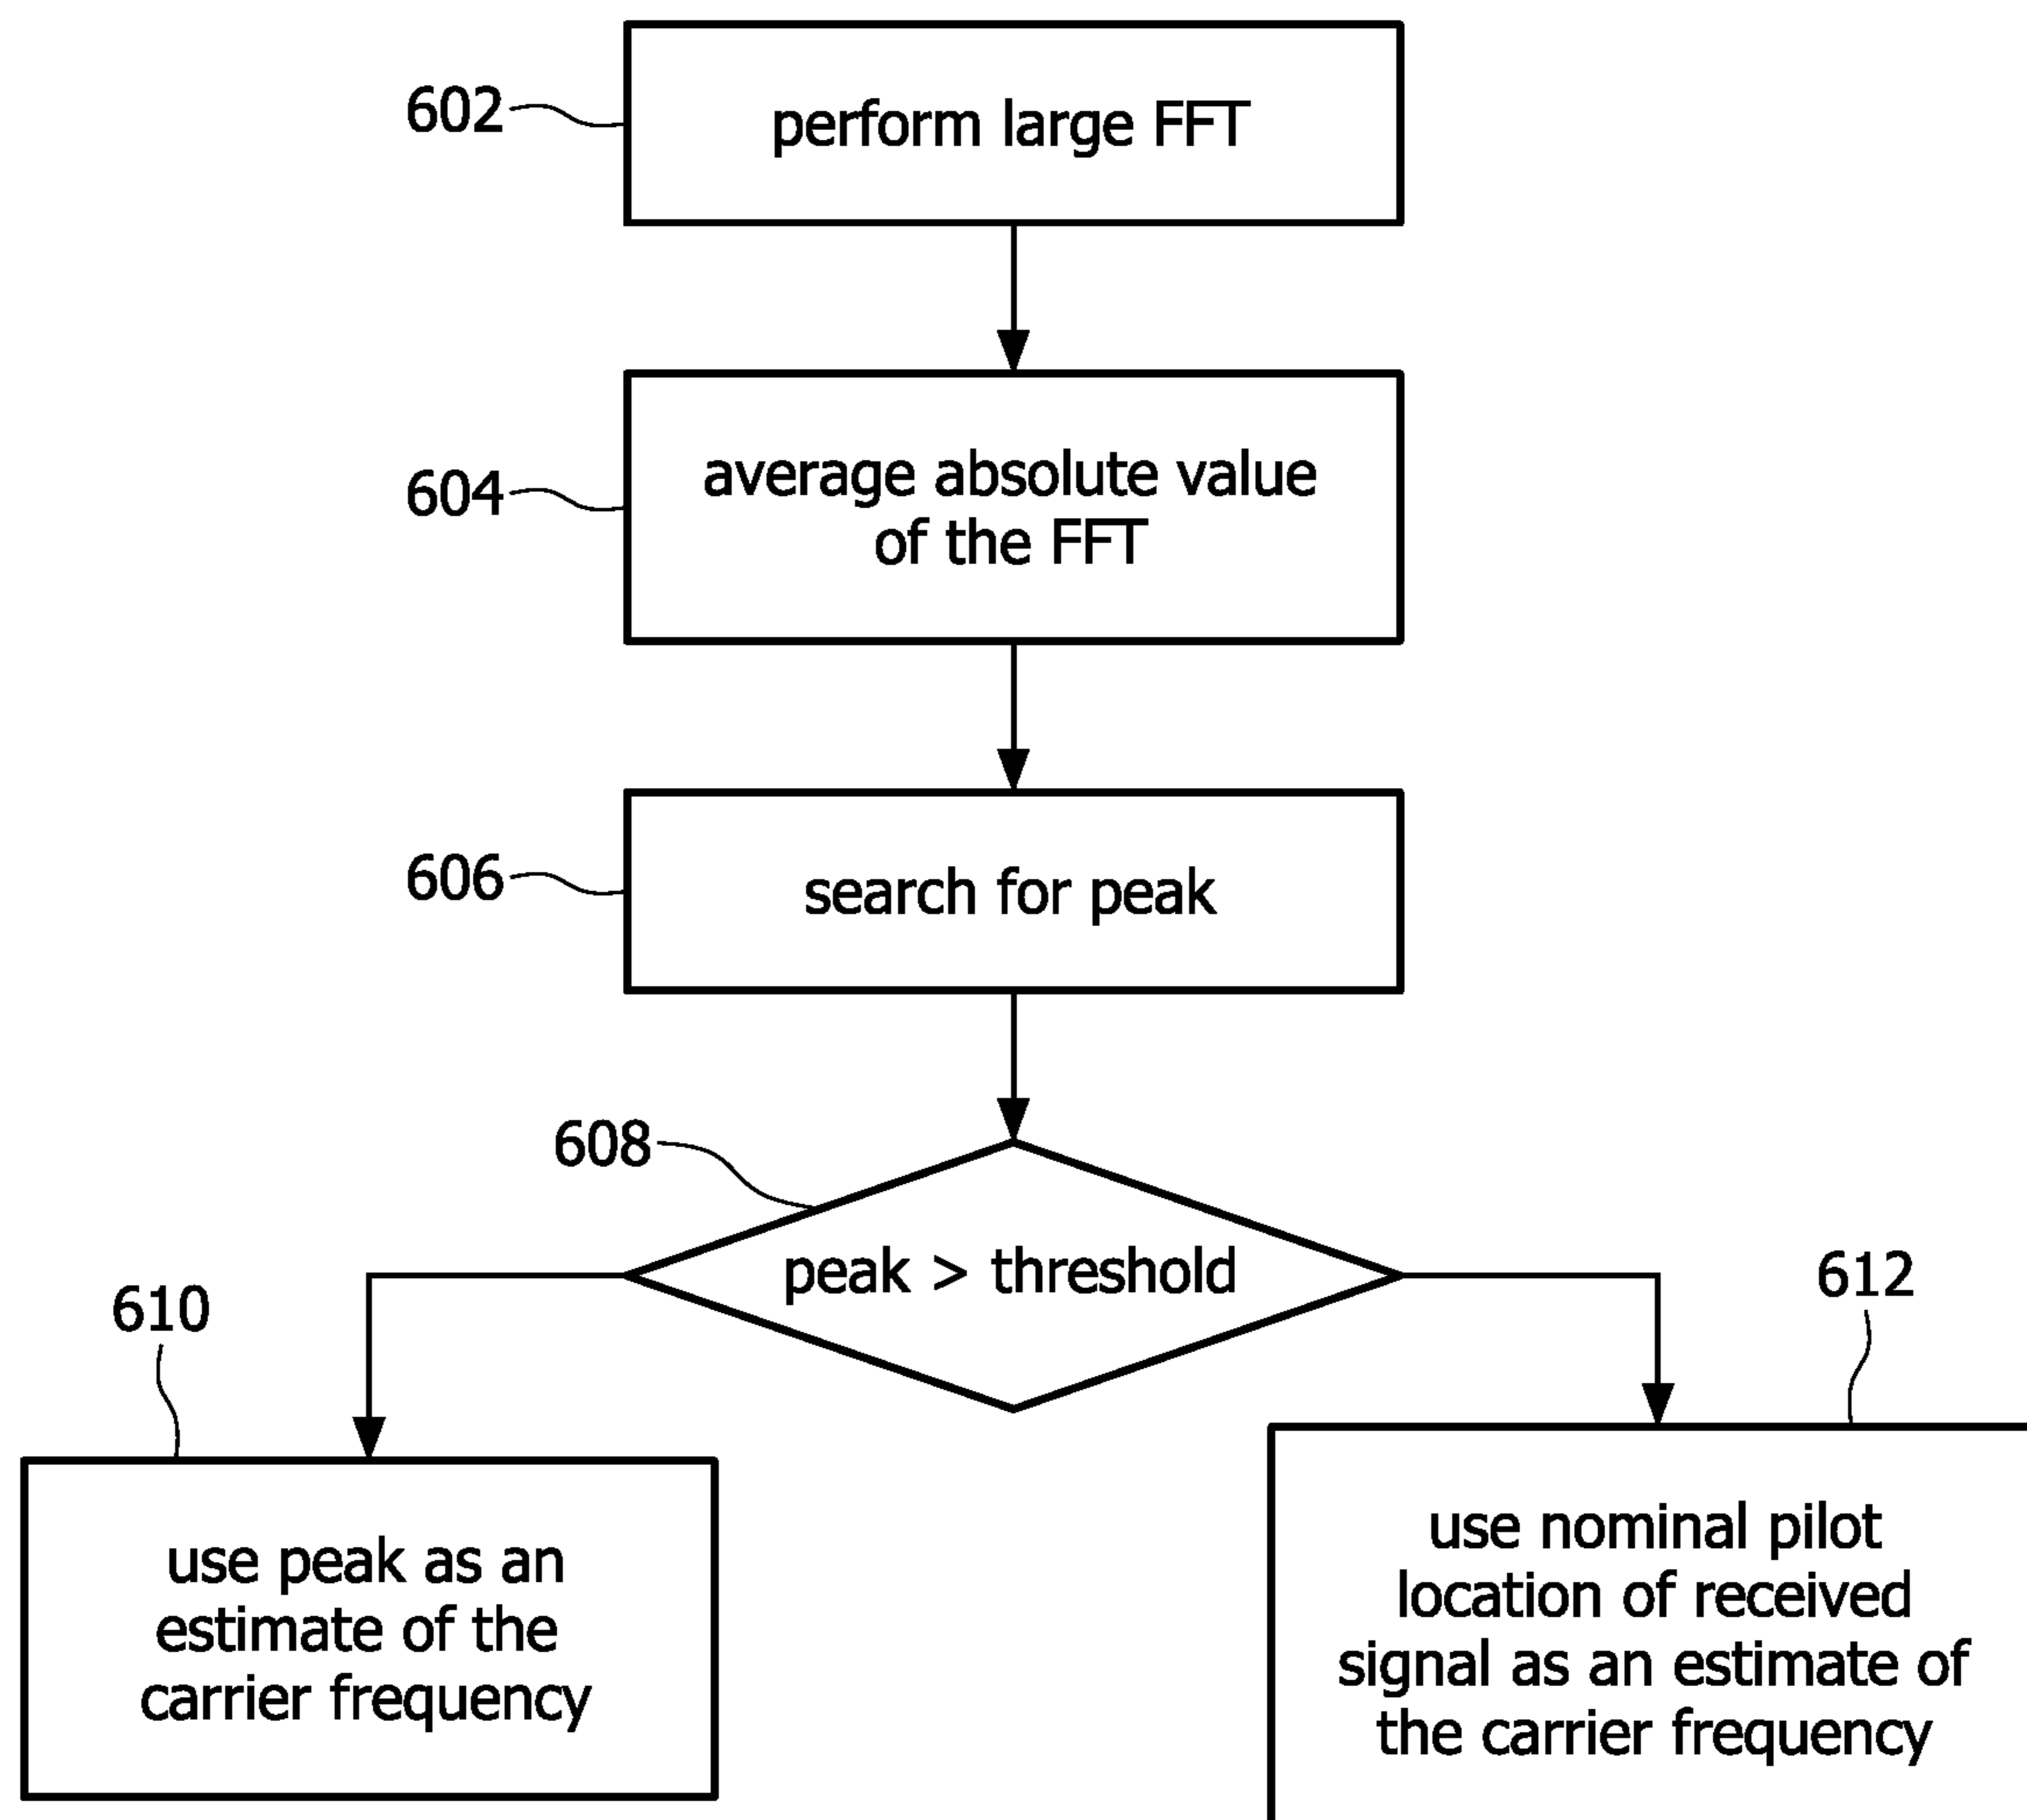 602
perform large FFT
604
average absolute value
of the FFT
606
search for peak
608
peak > threshold
610
use peak as an
estimate of the
carrier frequency
612
use nominal pilot
location of received
signal as an estimate of
the carrier frequency